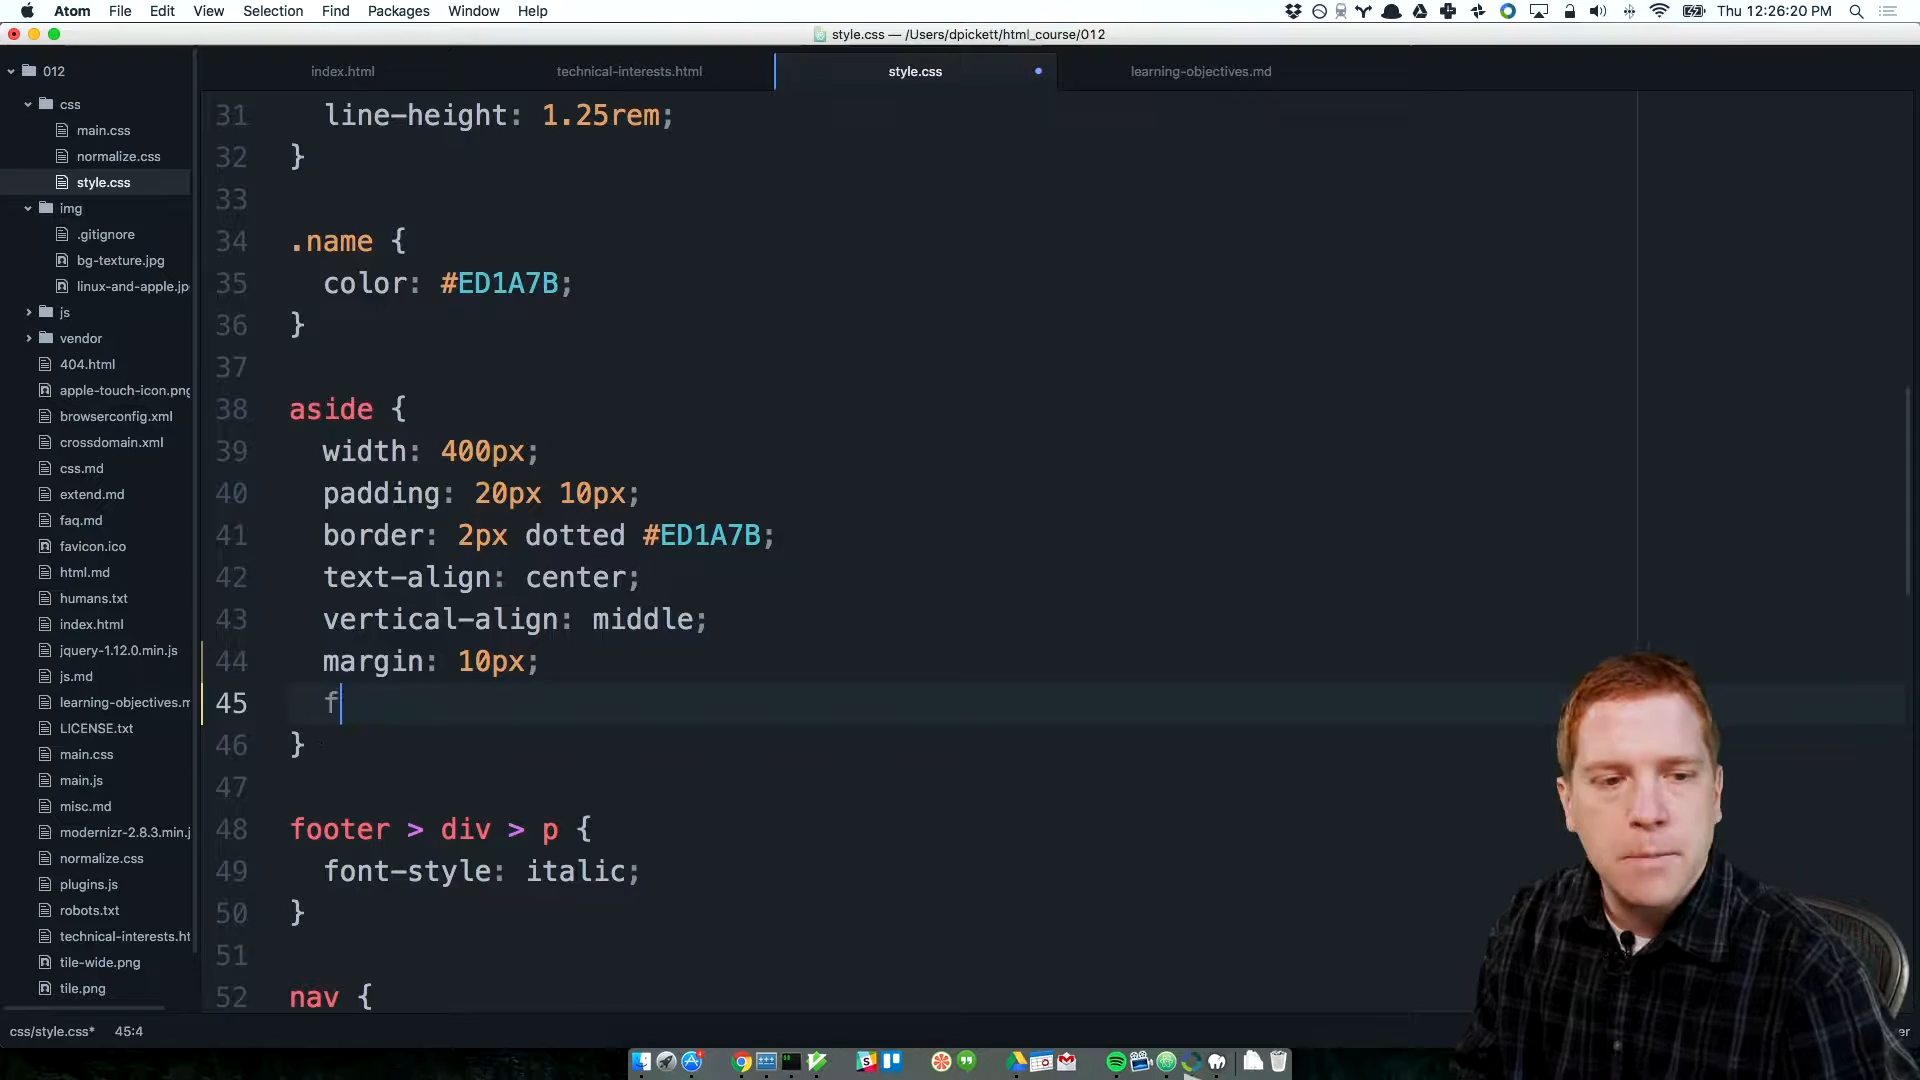 Atom File Edit View Selection Find Packages Window Help Thu 12:26:20 PM
style.css — /Users/dpickett/html_course/012
index.html technical-interests.html style.css learning-objectives.md
012
css
main.css
normalize.css
style.css
img
.gitignore
bg-texture.jpg
linux-and-apple.jp
js
vendor
404.html
apple-touch-icon.png
browserconfig.xml
crossdomain.xml
css.md
extend.md
faq.md
favicon.ico
html.md
humans.txt
index.html
jquery-1.12.0.min.js
js.md
learning-objectives.m
LICENSE.txt
main.css
main.js
misc.md
modernizr-2.8.3.min.j
normalize.css
plugins.js
robots.txt
technical-interests.ht
tile-wide.png
tile.png
31 line-height: 1.25rem;
32 }
33
34 .name {
35 color: #ED1A7B;
36 }
37
38 aside {
39 width: 400px;
40 padding: 20px 10px;
41 border: 2px dotted #ED1A7B;
42 text-align: center;
43 vertical-align: middle;
44 margin: 10px;
45 f
46 }
47
48 footer > div > p {
49 font-style: italic;
50 }
51
52 nav {
css/style.css* 45:4